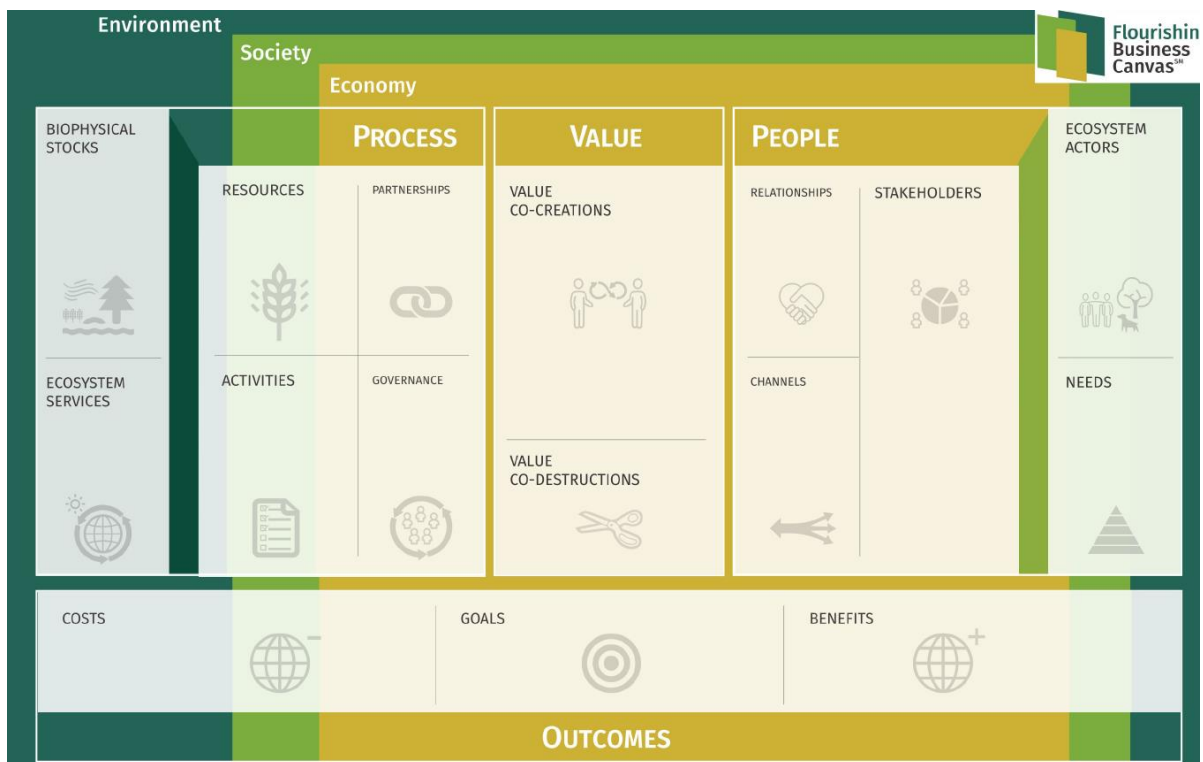 Environment
Society
Economy
Flourishin
Business
Canvas℠
BIOPHYSICAL
STOCKS
PROCESS
VALUE
PEOPLE
ECOSYSTEM
ACTORS
RESOURCES
PARTNERSHIPS
VALUE
CO-CREATIONS
RELATIONSHIPS
STAKEHOLDERS
ECOSYSTEM
SERVICES
ACTIVITIES
GOVERNANCE
VALUE
CO-DESTRUCTIONS
CHANNELS
NEEDS
COSTS
GOALS
BENEFITS
OUTCOMES